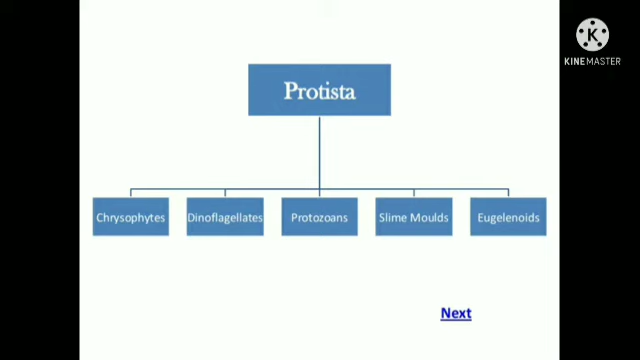 K
KINEMASTER
Protista
Chrysophytes
Dinoflagellates
Protozoans
Slime Moulds
Eugelenoids
Next